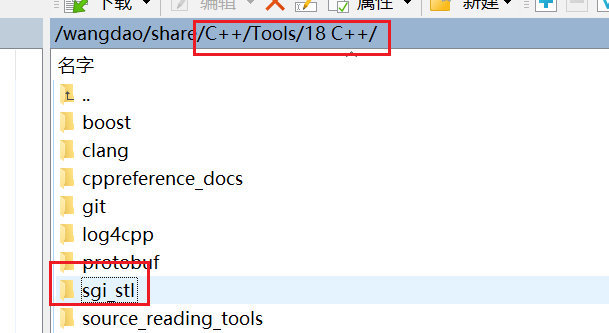 下载 编辑 属性 新建
/wangdao/share/C++/Tools/18 C++/
名字
..
boost
clang
cppreference_docs
git
log4cpp
protobuf
sgi_stl
source_reading_tools